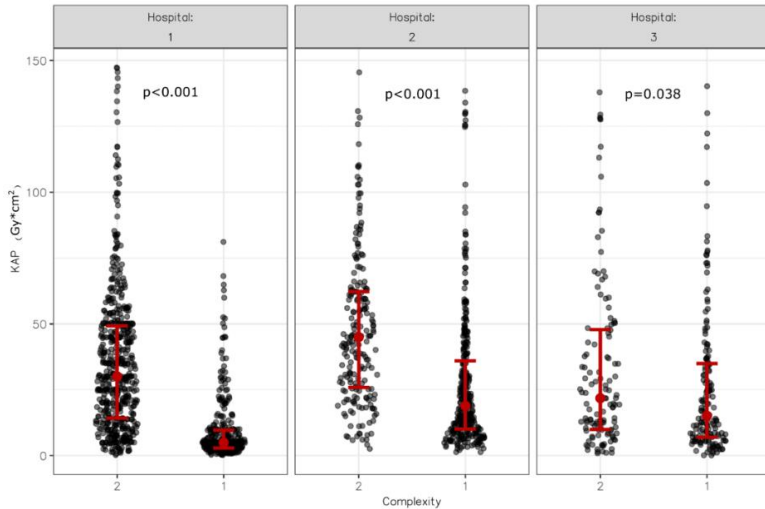 Hospital:
1
Hospital:
2
Hospital:
3
150
100
50
0
KAP (Gy*cm²)
p<0.001
p<0.001
p=0.038
2
1
2
1
2
1
Complexity